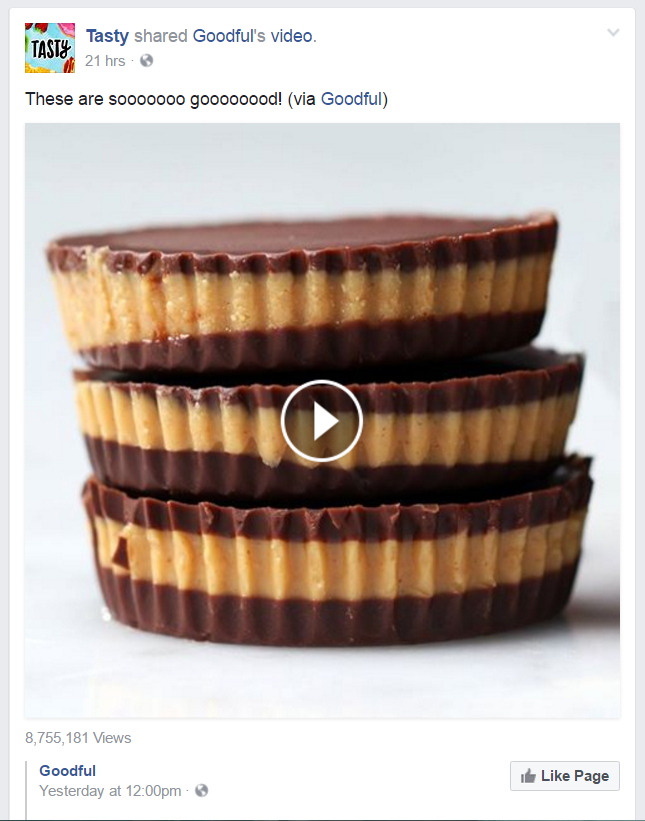 TASTY
Tasty shared Goodful's video.
21 hrs ·
These are sooooooo goooooood! (via Goodful)
8,755,181 Views
Goodful
Yesterday at 12:00pm ·
Like Page